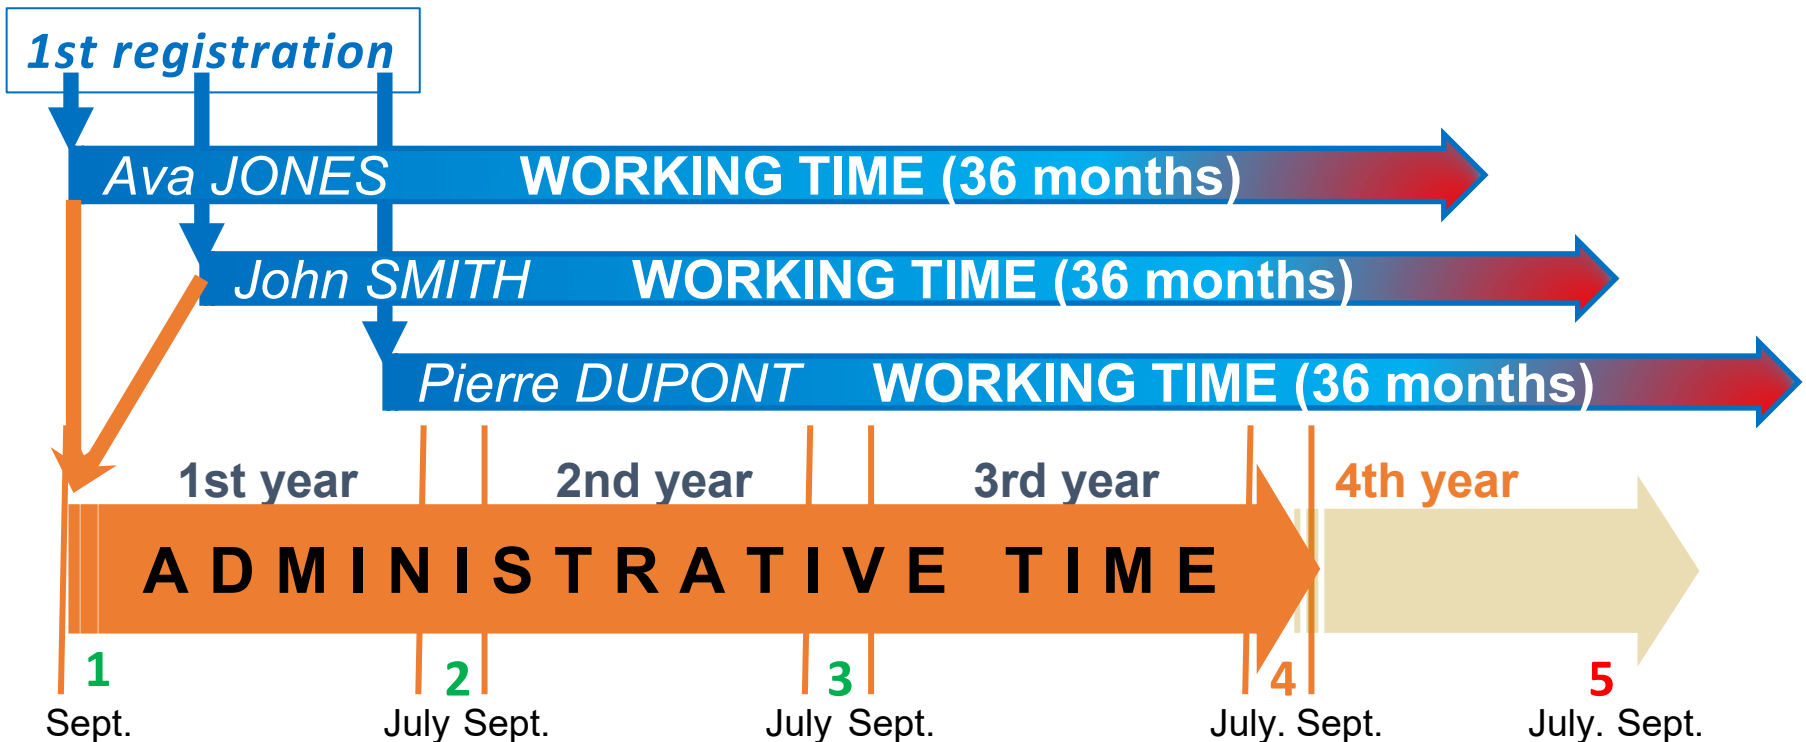 1st registration
Ava JONES WORKING TIME (36 months)
John SMITH WORKING TIME (36 months)
Pierre DUPONT WORKING TIME (36 months)
1st year 2nd year 3rd year 4th year
ADMINISTRATIVE TIME
1 2 3 4 5
Sept. July Sept. July Sept. July. Sept. July. Sept.